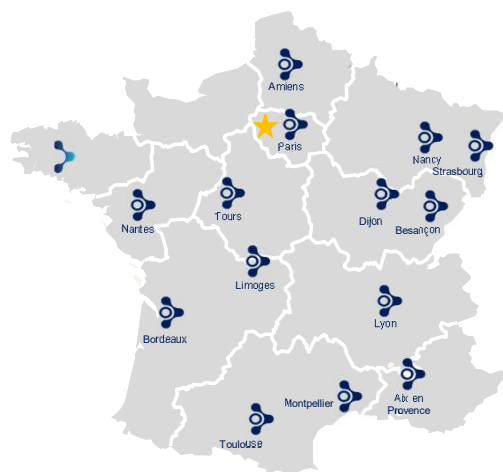 Amiens
Paris
Nancy
Strasbourg
Tours
Dijon
Besançon
Nantes
Limoges
Lyon
Bordeaux
Aix en
Provence
Montpellier
Toulouse